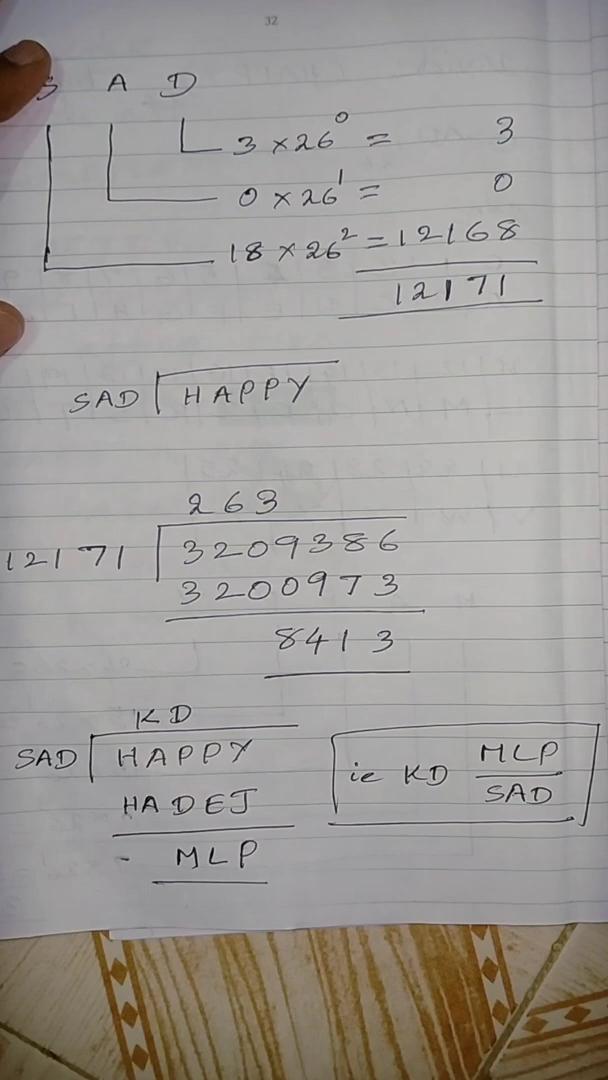 32
S A D
3 × 26⁰ = 3
0 × 26¹ = 0
18 × 26² = 12168
12171
SAD HAPPY
263
12171 3209386
3200973
8413
KD
SAD HAPPY
HADEJ
- MLP
ie KD MLP/SAD